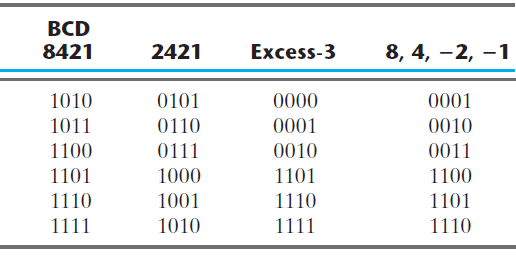 BCD
8421 2421 Excess-3 8, 4, −2, −1
1010 0101 0000 0001
1011 0110 0001 0010
1100 0111 0010 0011
1101 1000 1101 1100
1110 1001 1110 1101
1111 1010 1111 1110